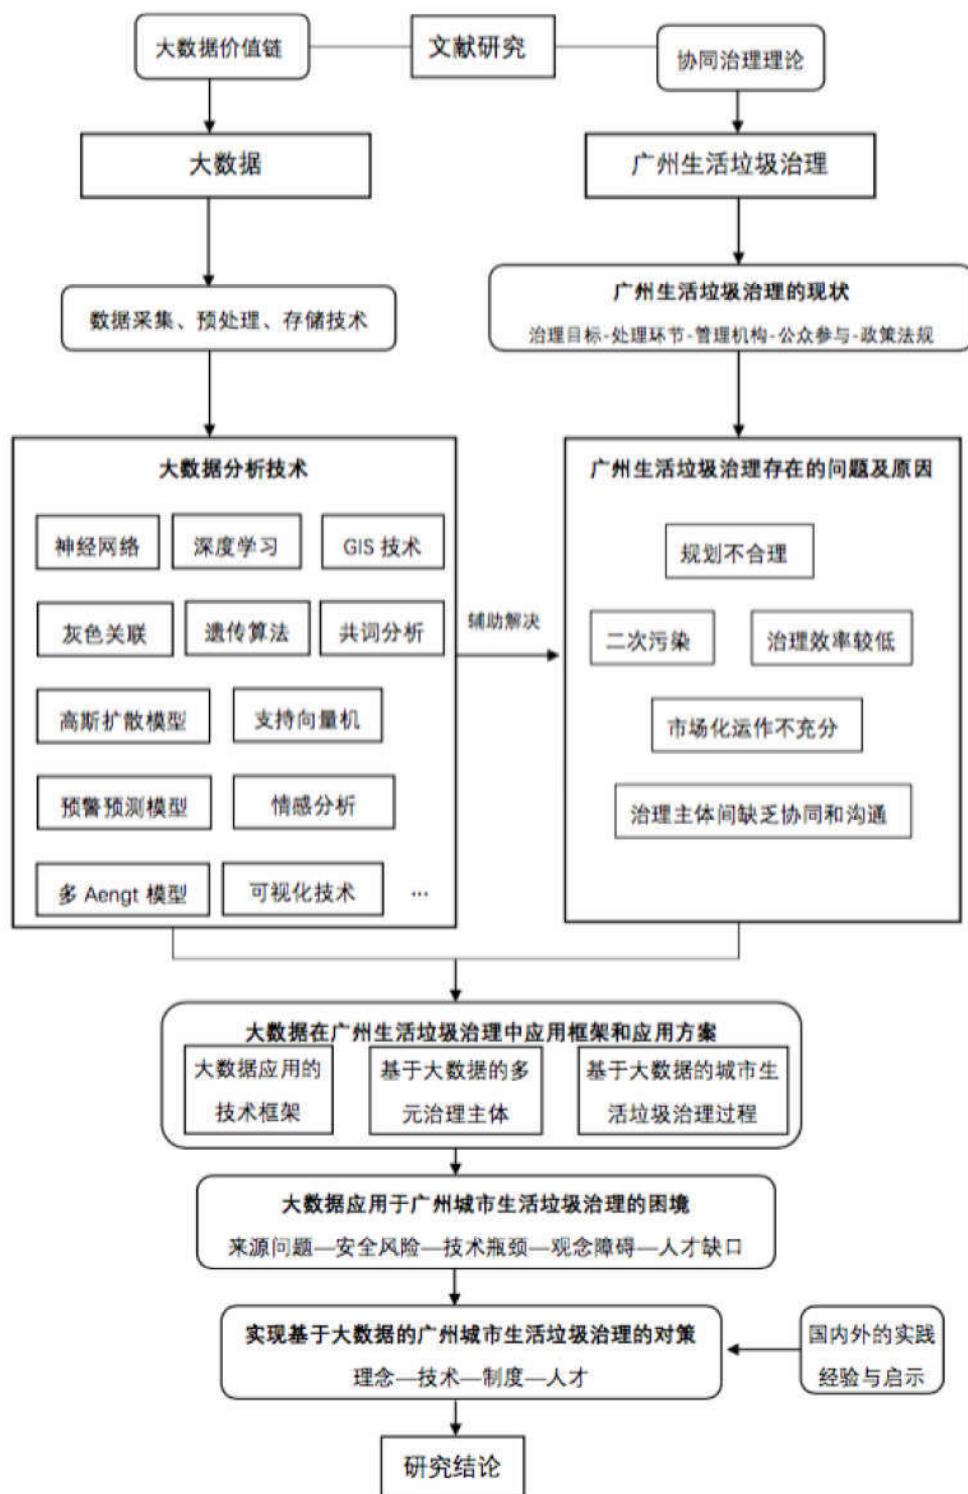 大数据价值链
文献研究
协同治理理论
大数据
广州生活垃圾治理
数据采集、预处理、存储技术
广州生活垃圾治理的现状
治理目标-处理环节-管理机构-公众参与-政策法规
大数据分析技术
神经网络
深度学习
GIS 技术
灰色关联
遗传算法
共词分析
高斯扩散模型
支持向量机
预警预测模型
情感分析
多 Aengt 模型
可视化技术
...
辅助解决
广州生活垃圾治理存在的问题及原因
规划不合理
二次污染
治理效率较低
市场化运作不充分
治理主体间缺乏协同和沟通
大数据在广州生活垃圾治理中应用框架和应用方案
大数据应用的
技术框架
基于大数据的多
元治理主体
基于大数据的城市生
活垃圾治理过程
大数据应用于广州城市生活垃圾治理的困境
来源问题—安全风险—技术瓶颈—观念障碍—人才缺口
实现基于大数据的广州城市生活垃圾治理的对策
理念—技术—制度—人才
国内外的实践
经验与启示
研究结论